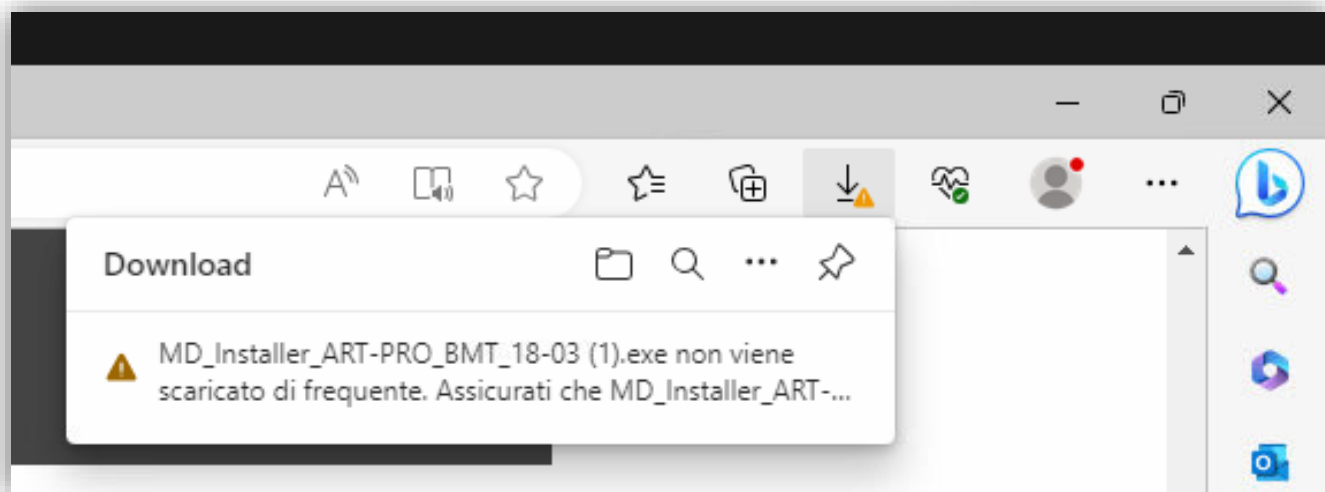 Download
MD_Installer_ART-PRO_BMT_18-03 (1).exe non viene
scaricato di frequente. Assicurati che MD_Installer_ART-...